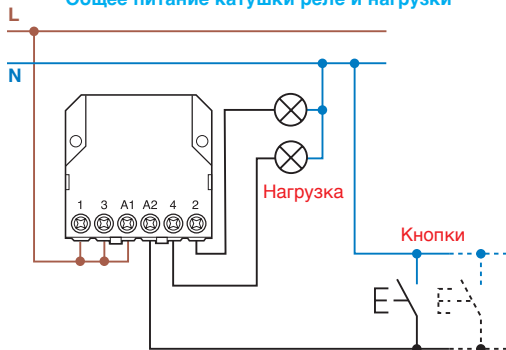 Общее питание катушки реле и нагрузки
L
N
1 3 A1 A2 4 2
Нагрузка
Кнопки